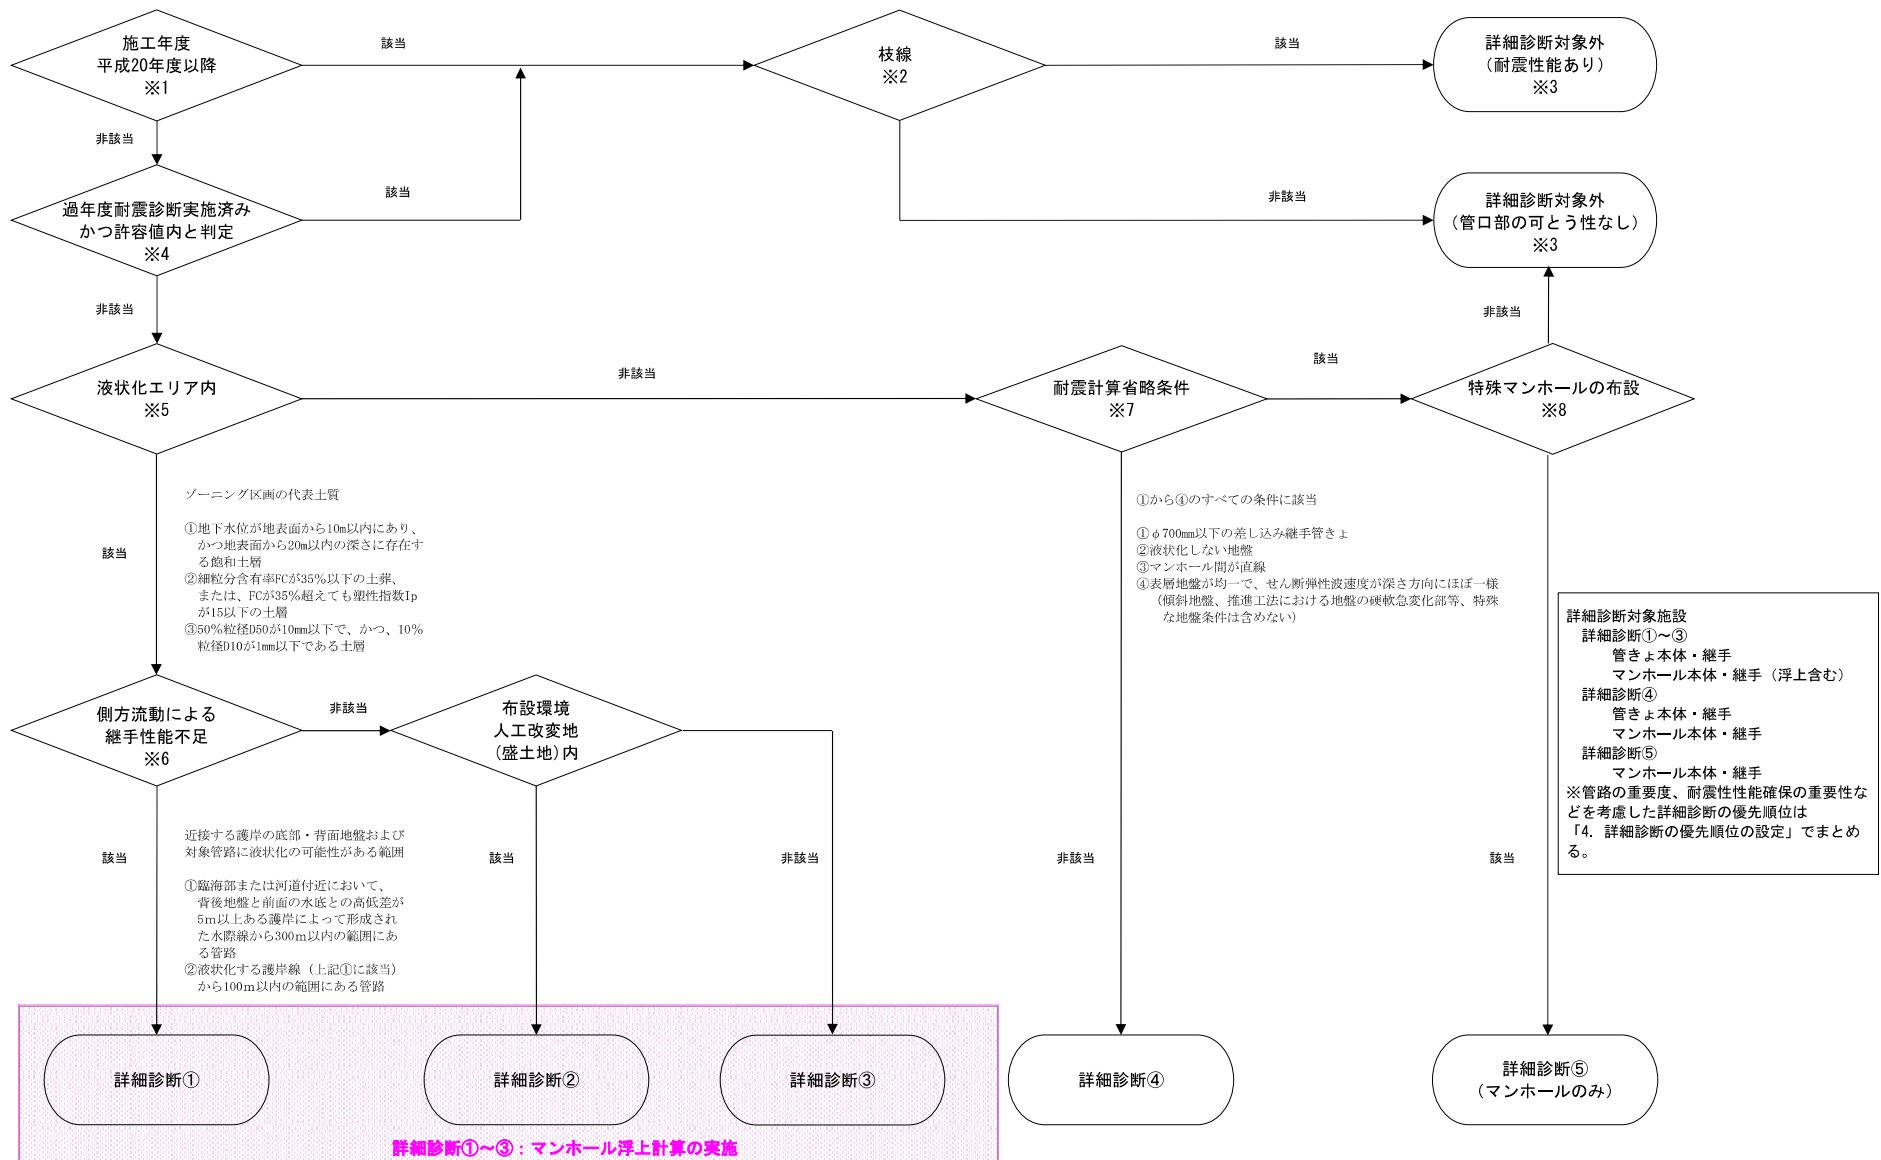 施工年度
平成20年度以降
※1
該当
枝線
※2
該当
詳細診断対象外
（耐震性能あり）
※3
非該当
過年度耐震診断実施済み
かつ許容値内と判定
※4
該当
非該当
詳細診断対象外
（管口部の可とう性なし）
※3
非該当
非該当
液状化エリア内
※5
非該当
耐震計算省略条件
※7
該当
特殊マンホールの布設
※8
該当
ゾーニング区画の代表土質
①地下水位が地表面から10m以内にあり、
かつ地表面から20m以内の深さに存在す
る飽和土層
②細粒分含有率FCが35％以下の土葬、
または、FCが35％超えても塑性指数Ip
が15以下の土層
③50％粒径D50が10mm以下で、かつ、10％
粒径D10が1mm以下である土層
①から④のすべての条件に該当
①φ700mm以下の差し込み継手管きょ
②液状化しない地盤
③マンホール間が直線
④表層地盤が均一で、せん断弾性波速度が深さ方向にほぼ一様
（傾斜地盤、推進工法における地盤の硬軟急変化部等、特殊
な地盤条件は含めない）
詳細診断対象施設
詳細診断①～③
管きょ本体・継手
マンホール本体・継手（浮上含む）
詳細診断④
管きょ本体・継手
マンホール本体・継手
詳細診断⑤
マンホール本体・継手
※管路の重要度、耐震性性能確保の重要性な
どを考慮した詳細診断の優先順位は
「4. 詳細診断の優先順位の設定」でまとめ
る。
側方流動による
継手性能不足
※6
非該当
布設環境
人工改変地
(盛土地)内
該当
近接する護岸の底部・背面地盤および
対象管路に液状化の可能性がある範囲
①臨海部または河道付近において、
背後地盤と前面の水底との高低差が
5ｍ以上ある護岸によって形成され
た水際線から300ｍ以内の範囲にあ
る管路
②液状化する護岸線（上記①に該当）
から100ｍ以内の範囲にある管路
該当
非該当
非該当
該当
詳細診断①
詳細診断②
詳細診断③
詳細診断④
詳細診断⑤
（マンホールのみ）
詳細診断①～③：マンホール浮上計算の実施